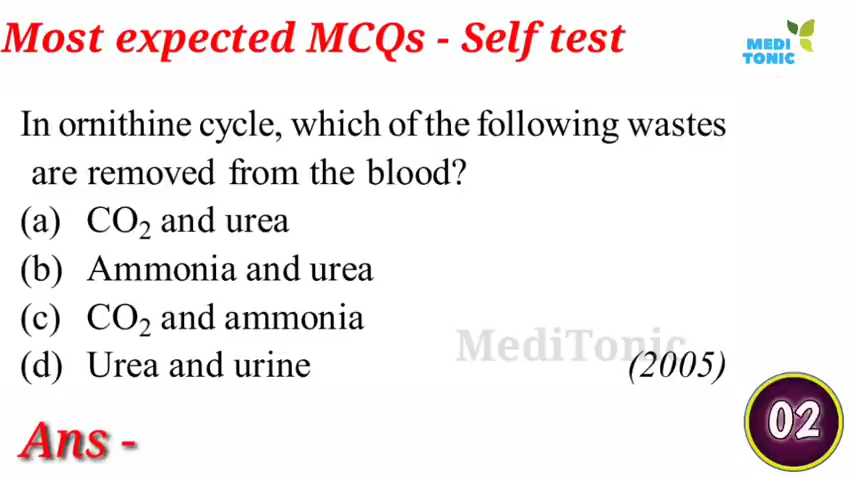 Most expected MCQs - Self test
MEDI
TONIC
In ornithine cycle, which of the following wastes
are removed from the blood?
(a) CO₂ and urea
(b) Ammonia and urea
(c) CO₂ and ammonia
MediTonic
(d) Urea and urine (2005)
02
Ans -